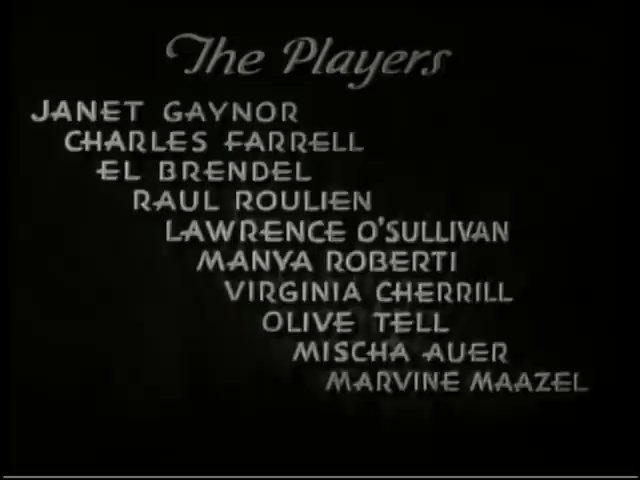 The Players
JANET GAYNOR
CHARLES FARRELL
EL BRENDEL
RAUL ROULIEN
LAWRENCE O'SULLIVAN
MANYA ROBERTI
VIRGINIA CHERRILL
OLIVE TELL
MISCHA AUER
MARVINE MAAZEL